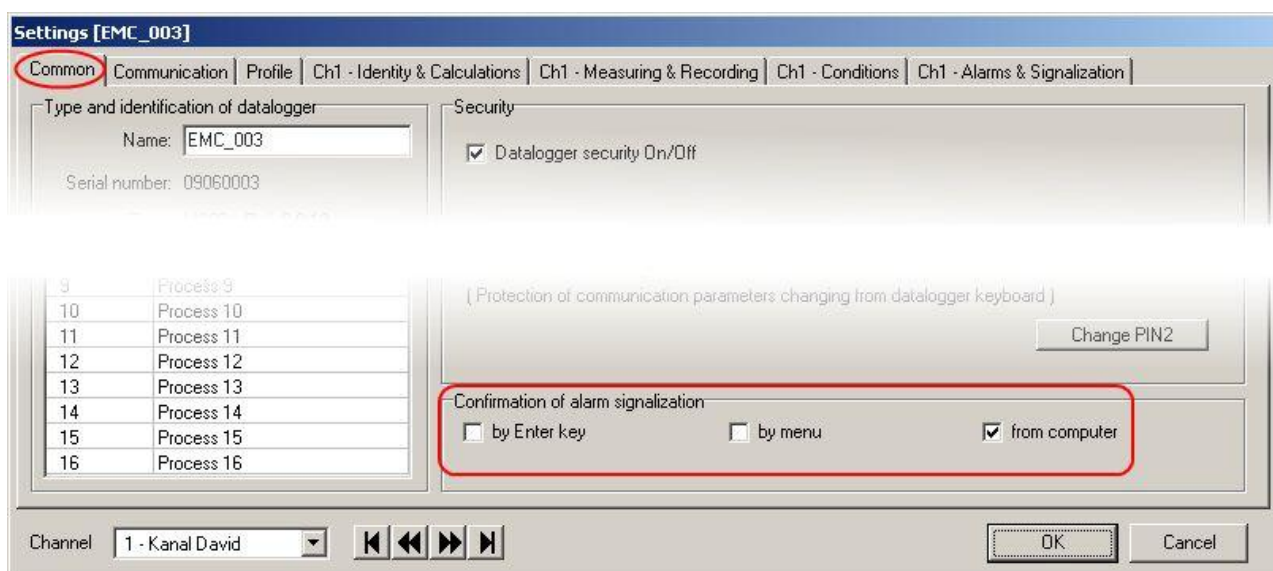 Settings [EMC_003]
Common Communication Profile Ch1 - Identity & Calculations Ch1 - Measuring & Recording Ch1 - Conditions Ch1 - Alarms & Signalization
Type and identification of datalogger
Name: EMC_003
Serial number: 09060003
Security
Datalogger security On/Off
9 Process 9
10 Process 10
11 Process 11
12 Process 12
13 Process 13
14 Process 14
15 Process 15
16 Process 16
( Protection of communication parameters changing from datalogger keyboard )
Change PIN2
Confirmation of alarm signalization
by Enter key by menu from computer
Channel 1 - Kanal David OK Cancel